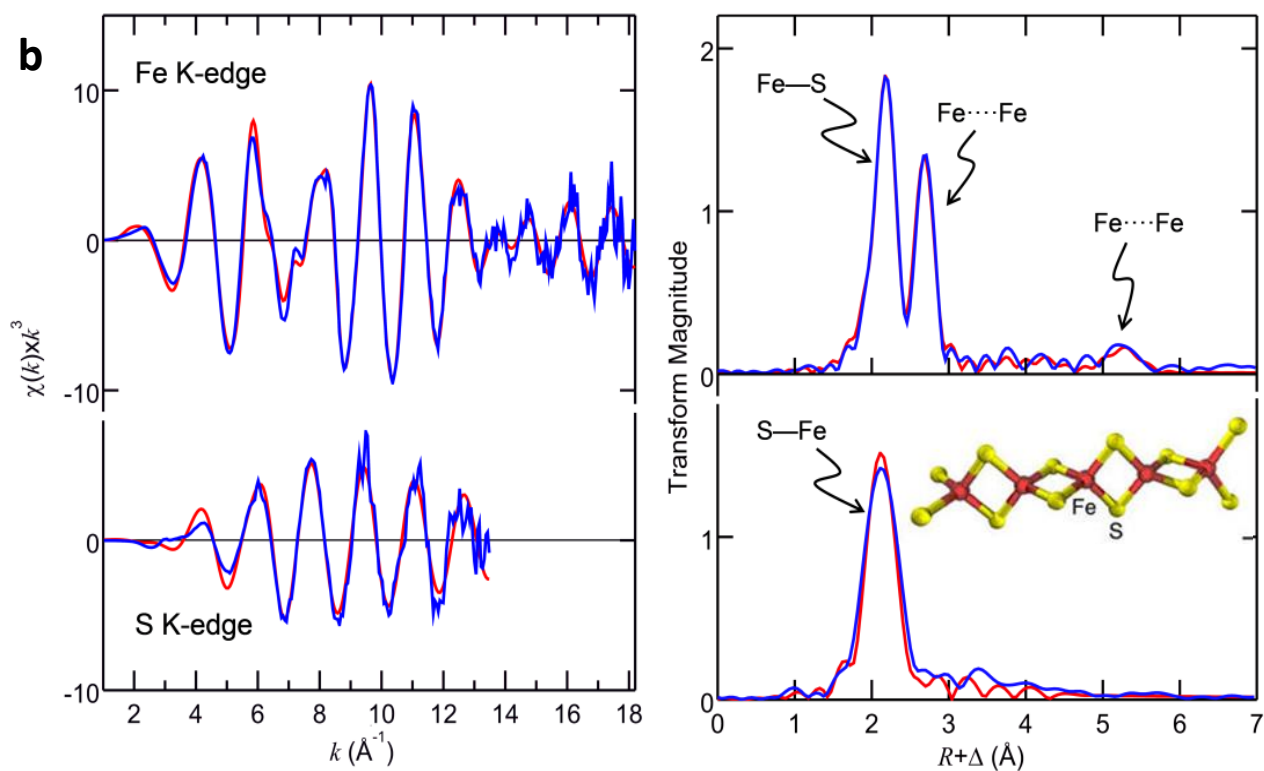 b
Fe K-edge
10
0
-10
χ(k)xk³
0
S K-edge
-10
2 4 6 8 10 12 14 16 18
k (Å⁻¹)
2
Fe—S
Fe····Fe
1
Fe····Fe
0
Transform Magnitude
S—Fe
Fe
S
1
0
0 1 2 3 4 5 6 7
R+Δ (Å)